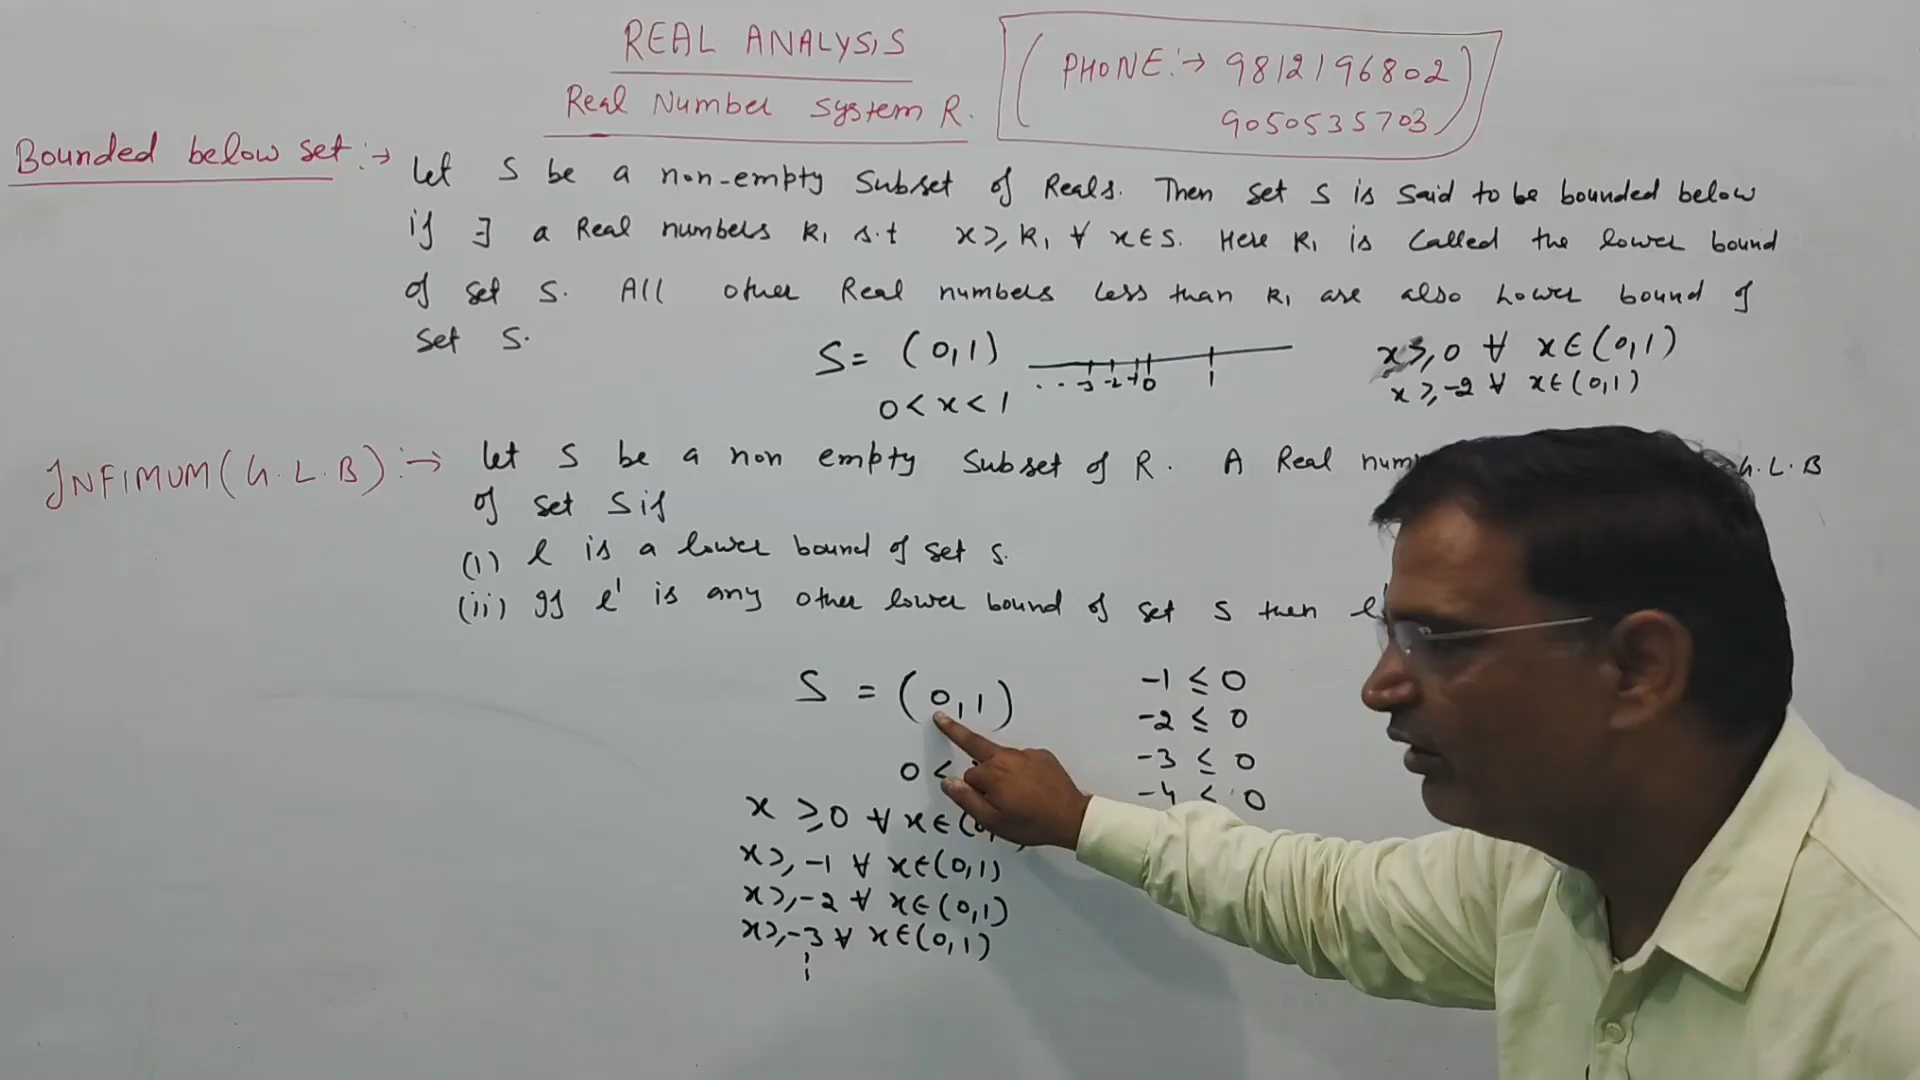 REAL ANALYSIS
Real Number System R.
(PHONE:→ 9812196802
9050535703)
Bounded below set:→ Let S be a non-empty Subset of Reals. Then set S is said to be bounded below
if ∃ a Real numbers k₁ s.t x≥k₁ ∀ x∈S. Here k₁ is Called the lower bound
of set S. All other Real numbers less than k₁ are also Lower bound of
set S.
S= (0,1)
. . -3 -2 -1 0 1
0<x<1
x≥0 ∀ x∈(0,1)
x≥-2 ∀ x∈(0,1)
INFIMUM(G.L.B):→ Let S be a non empty Subset of R. A Real G.L.B
of set S if
(i) l is a lower bound of set S.
(ii) If l' is any other lower bound of set S then
S = (0,1)
0 <
x ≥0 ∀ x∈
x≥-1 ∀ x∈(0,1)
x≥-2 ∀ x∈(0,1)
x≥-3 ∀ x∈(0,1)
-1 ≤ 0
-2 ≤ 0
-3 ≤ 0
-4 < 0